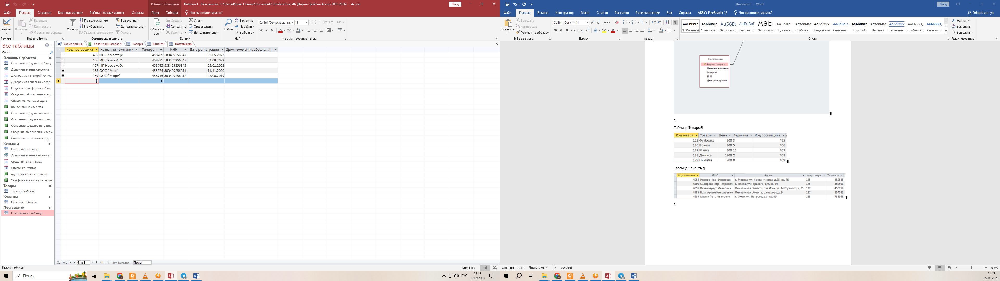 Работа с таблицами
Database1 : база данных- C:\Users\Ирина Панина\Documents\Database1.accdb (Формат файлов Access 2007–2016) - Access
Вход
Файл Главная Создание Внешние данные Работа с базами данных Справка Поля Таблица Что вы хотите сделать?
Режим
Режимы
Вставить
Вырезать
Копировать
Формат по образцу
Буфер обмена
Фильтр
По возрастанию
По убыванию
Удалить сортировку
Выделение
Дополнительно
Фильтр
Сортировка и фильтр
Обновить все
Создать
Сохранить
Удалить
Итоги
Орфография
Дополнительно
Записи
Найти
Заменить
Перейти
Выбрать
Найти
Calibri (Область данн 11
Ж К Ч
Форматирование текста
Все таблицы
Поиск...
Основные средства
Основные средства : таблица
Дополнительные сведения ...
Диаграмма категорий осно...
Диаграмма основных средс...
Подчиненная форма табли...
Сведения об основных сред...
Список основных средств
Все основные средства
Основные средства по кате...
Основные средства по отве...
Основные средства по расп...
Сведения об основных сред...
Списанные основные средс...
Контакты
Контакты : таблица
Дополнительные сведения ...
Сведения о контактах
Список контактов
Адресная книга контактов
Телефонная книга контактов
Товары
Товары : таблица
Клиенты
Клиенты : таблица
Поставщики
Поставщики : таблица
Схема данных Связи для Database1 Товары Клиенты Поставщики
Код поставщика Название компании Телефон ИНН Дата регистрации Щелкните для добавления
455 ООО "Мастер" 458785 583409256347 02.05.2023
456 ИП Лахин А.О. 458785 583409256348 03.08.2022
457 ИП Носов А.О. 458745 583409256345 05.01.2022
458 ООО "Мар" 455874 583409256311 11.11.2020
459 ООО "Море" 458745 583409256312 27.08.2019
0 0
Запись: 6 из 6 Нет фильтра Поиск
Режим таблицы
Num Lock
Поиск
РУС
11:03
27.09.2023
Документ1 - Word
Вход
Файл Главная Вставка Конструктор Макет Ссылки Рассылки Рецензирование Вид Справка ABBYY FineReader 12 Что вы хотите сделать? Общий доступ
Вставить
Вырезать
Копировать
Формат по образцу
Буфер обмена
Calibri (Оснс 11
Ж К Ч abc x₂ x²
Шрифт
Абзац
АаБбВвГг, АаБбВвГг, АаБбВı АаБбВвГ АаЬ АаБбВвГ АаБбВвГг АаБбВвГг АаБбВвГг АаБбВвГг, АаБбВвГг АаБбВвГг АаБбВвГг, АаБбВвГг,
¶ Обычный ¶ Без инте... Заголово... Заголово... Заголовок Подзагол... Слабое в... Выделение Сильное... Строгий Цитата 2 Выделенн... Слабая сс... Сильная...
Стили
Найти
Заменить
Выделить
Редактирование
Поставщики
Код поставщика
Название компани
Телефон
ИНН
Дата регистрации
¶
¶
Таблица·Товары¶
Код товара Товары Цена Гарантия Код поставщика
125 Футболка 500 3 455
126 Брюки 900 5 456
127 Майка 300 10 457
128 Джинсы 1200 2 458
129 Пижама 700 8 459
¶
Таблица·Клиенты¶
Код Клиента ФИО Адрес Код товара Телефон
4058 Иванов Иван Иванович г. Москва, ул. Консантинова, д.35, кв. 76 125 352545
4509 Сидоров Петр Петрович г. Пенза, ул.Горького, д.9, кв. 89 125 458961
4555 Панин Артур Иванович Пензенская область, р.п.Исса, ул. М.Горького, д.89 127 456212
4585 Болт Артем Николаевич Пензенская область, с.Уварово, д.9 127 154585
4589 Малик Петр Иванович г. Омск, ул. Петрова, д.3, кв. 45 128 788569
¶
¶
Страница 1 из 1 Число слов: 4 русский
100 %
11:03
27.09.2023